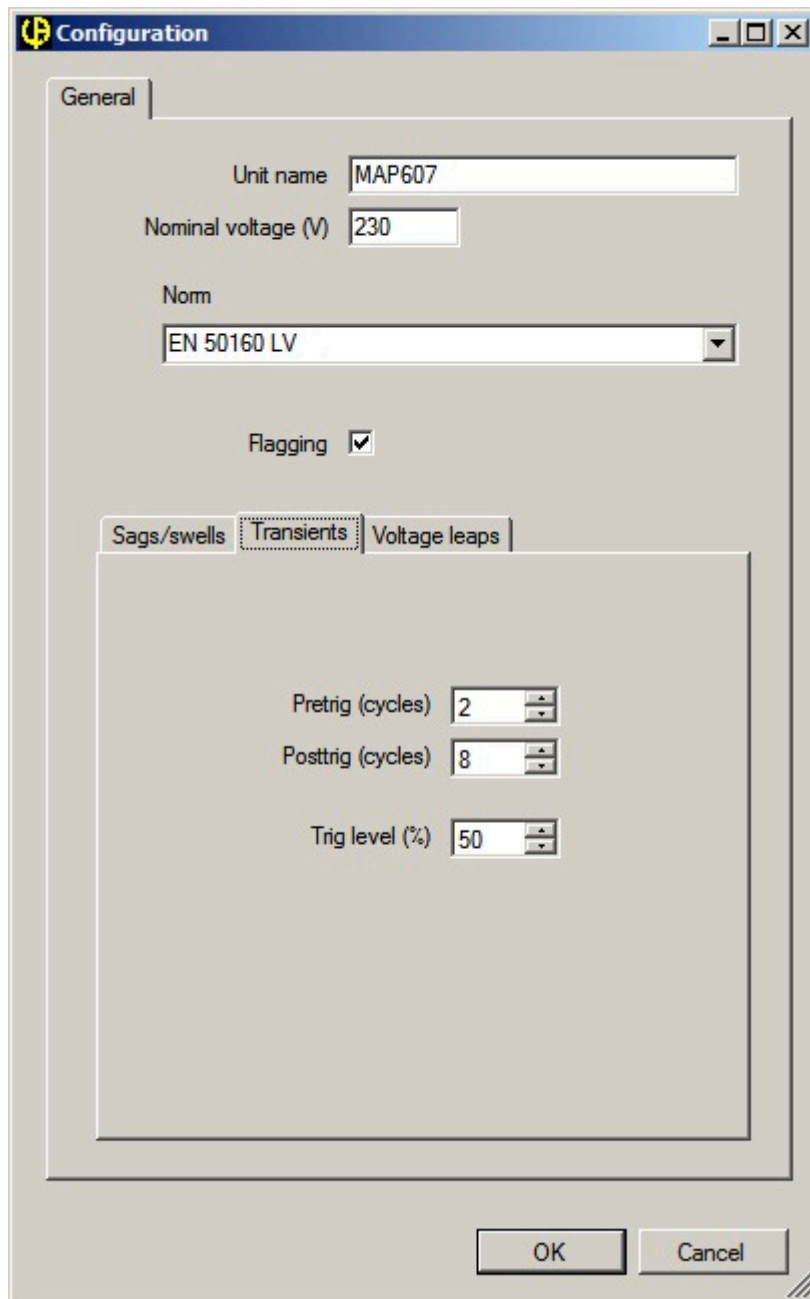 Configuration
General
Unit name MAP607
Nominal voltage (V) 230
Norm
EN 50160 LV
Flagging
Sags/swells Transients Voltage leaps
Pretrig (cycles) 2
Posttrig (cycles) 8
Trig level (%) 50
OK Cancel